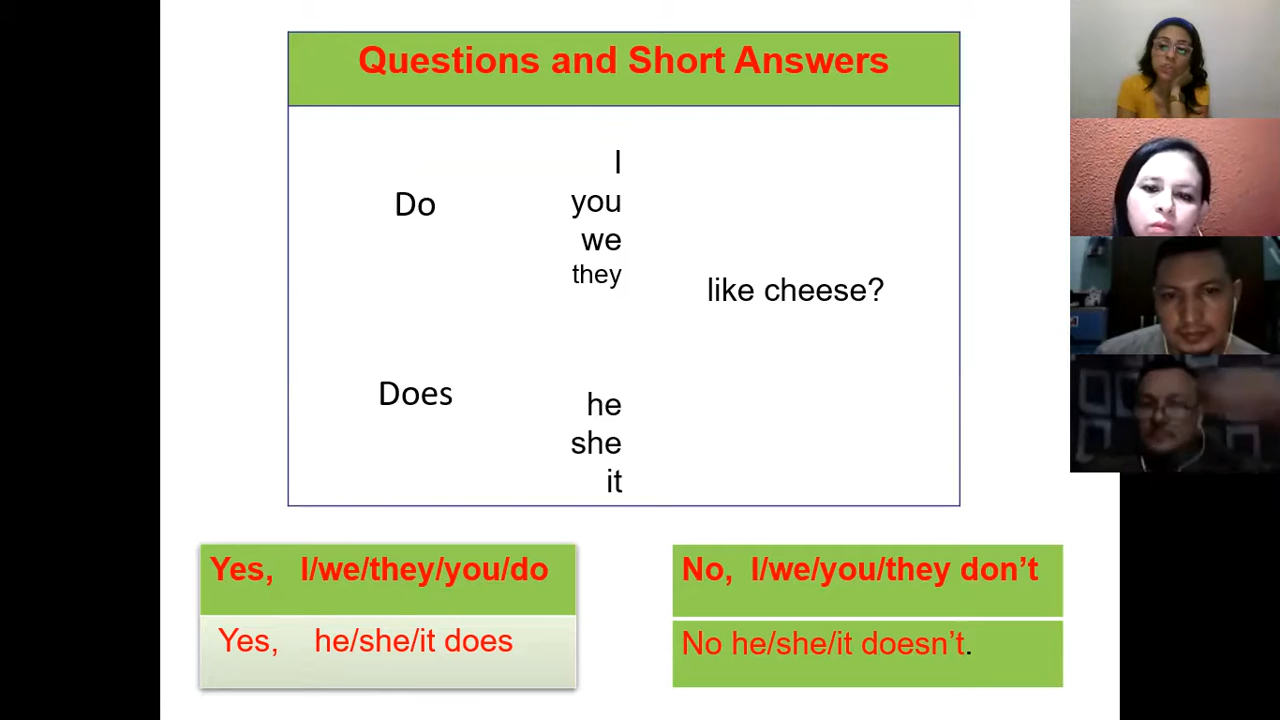 Questions and Short Answers
Do
I
you
we
they
like cheese?
Does
he
she
it
Yes, I/we/they/you/do
Yes, he/she/it does
No, I/we/you/they don’t
No he/she/it doesn’t.